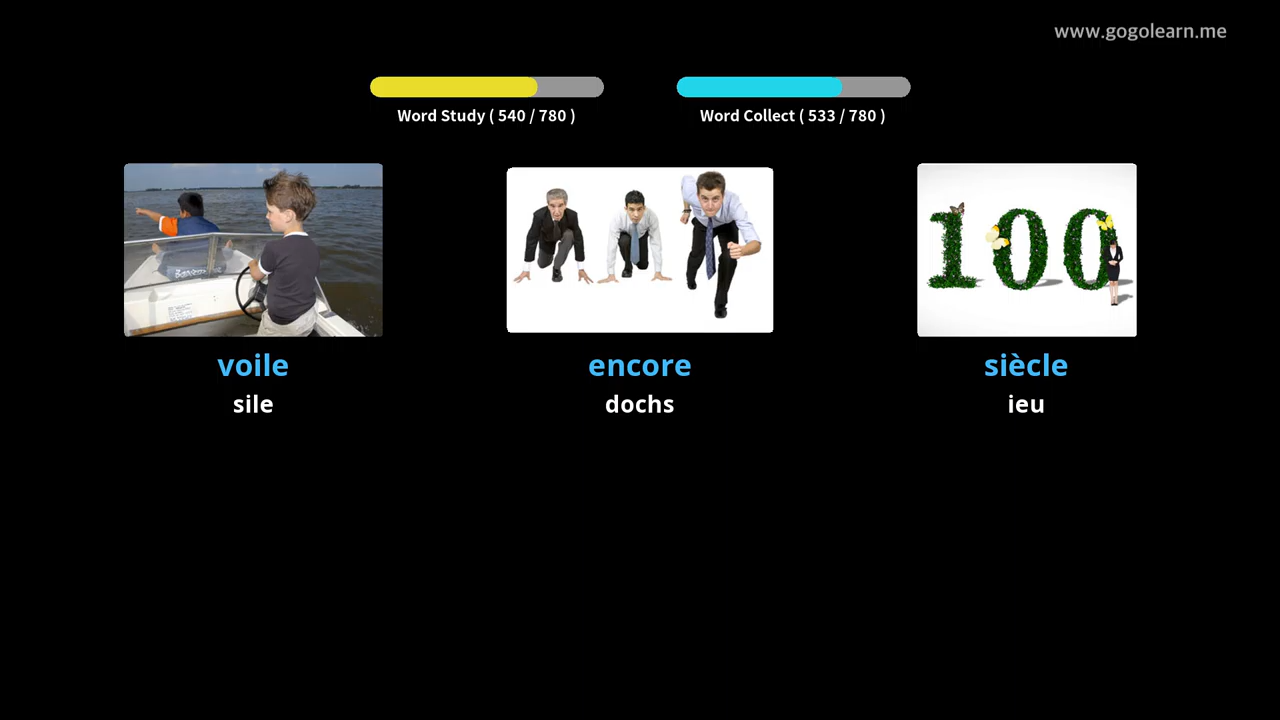 www.gogolearn.me
Word Study ( 540 / 780 )
Word Collect ( 533 / 780 )
100
voile
encore
siècle
sile
dochs
ieu